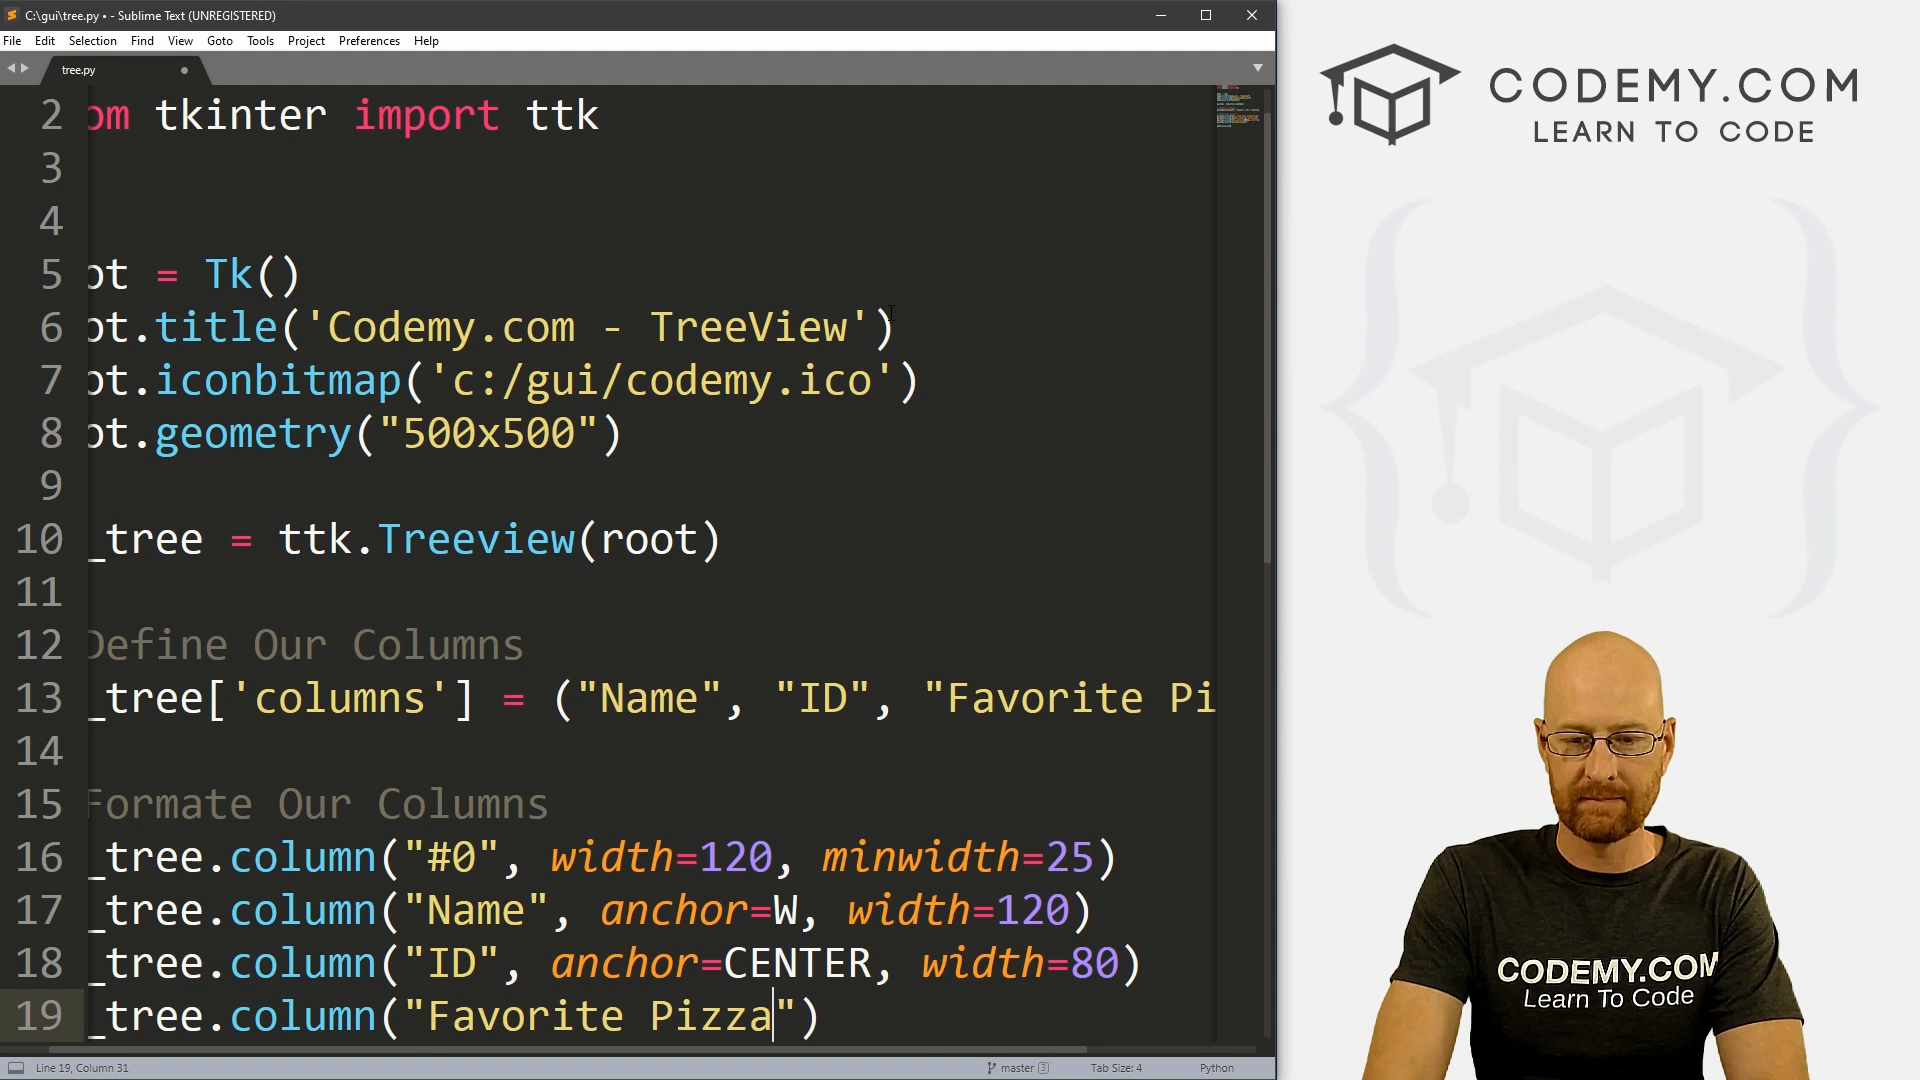 C:\gui\tree.py • - Sublime Text (UNREGISTERED)
File Edit Selection Find View Goto Tools Project Preferences Help
tree.py
2 om tkinter import ttk
3
4
5 ot = Tk()
6 ot.title('Codemy.com - TreeView')
7 ot.iconbitmap('c:/gui/codemy.ico')
8 ot.geometry("500x500")
9
10 _tree = ttk.Treeview(root)
11
12 Define Our Columns
13 _tree['columns'] = ("Name", "ID", "Favorite Pi
14
15 Formate Our Columns
16 _tree.column("#0", width=120, minwidth=25)
17 _tree.column("Name", anchor=W, width=120)
18 _tree.column("ID", anchor=CENTER, width=80)
19 _tree.column("Favorite Pizza")
Line 19, Column 31
master 3
Tab Size: 4
Python
CODEMY.COM
LEARN TO CODE
CODEMY.COM
Learn To Code